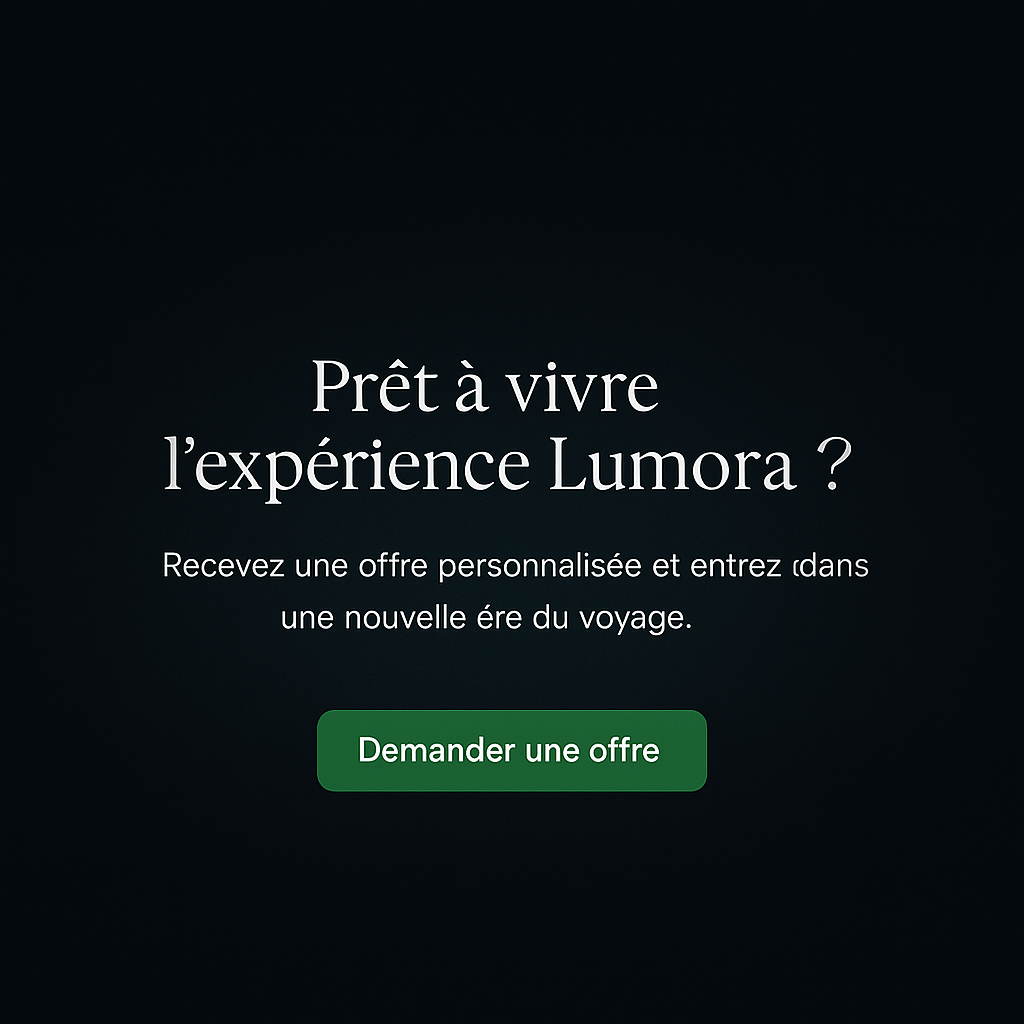 Prêt à vivre
l’expérience Lumora ?
Recevez une offre personnalisée et entrez dans
une nouvelle ére du voyage.
Demander une offre